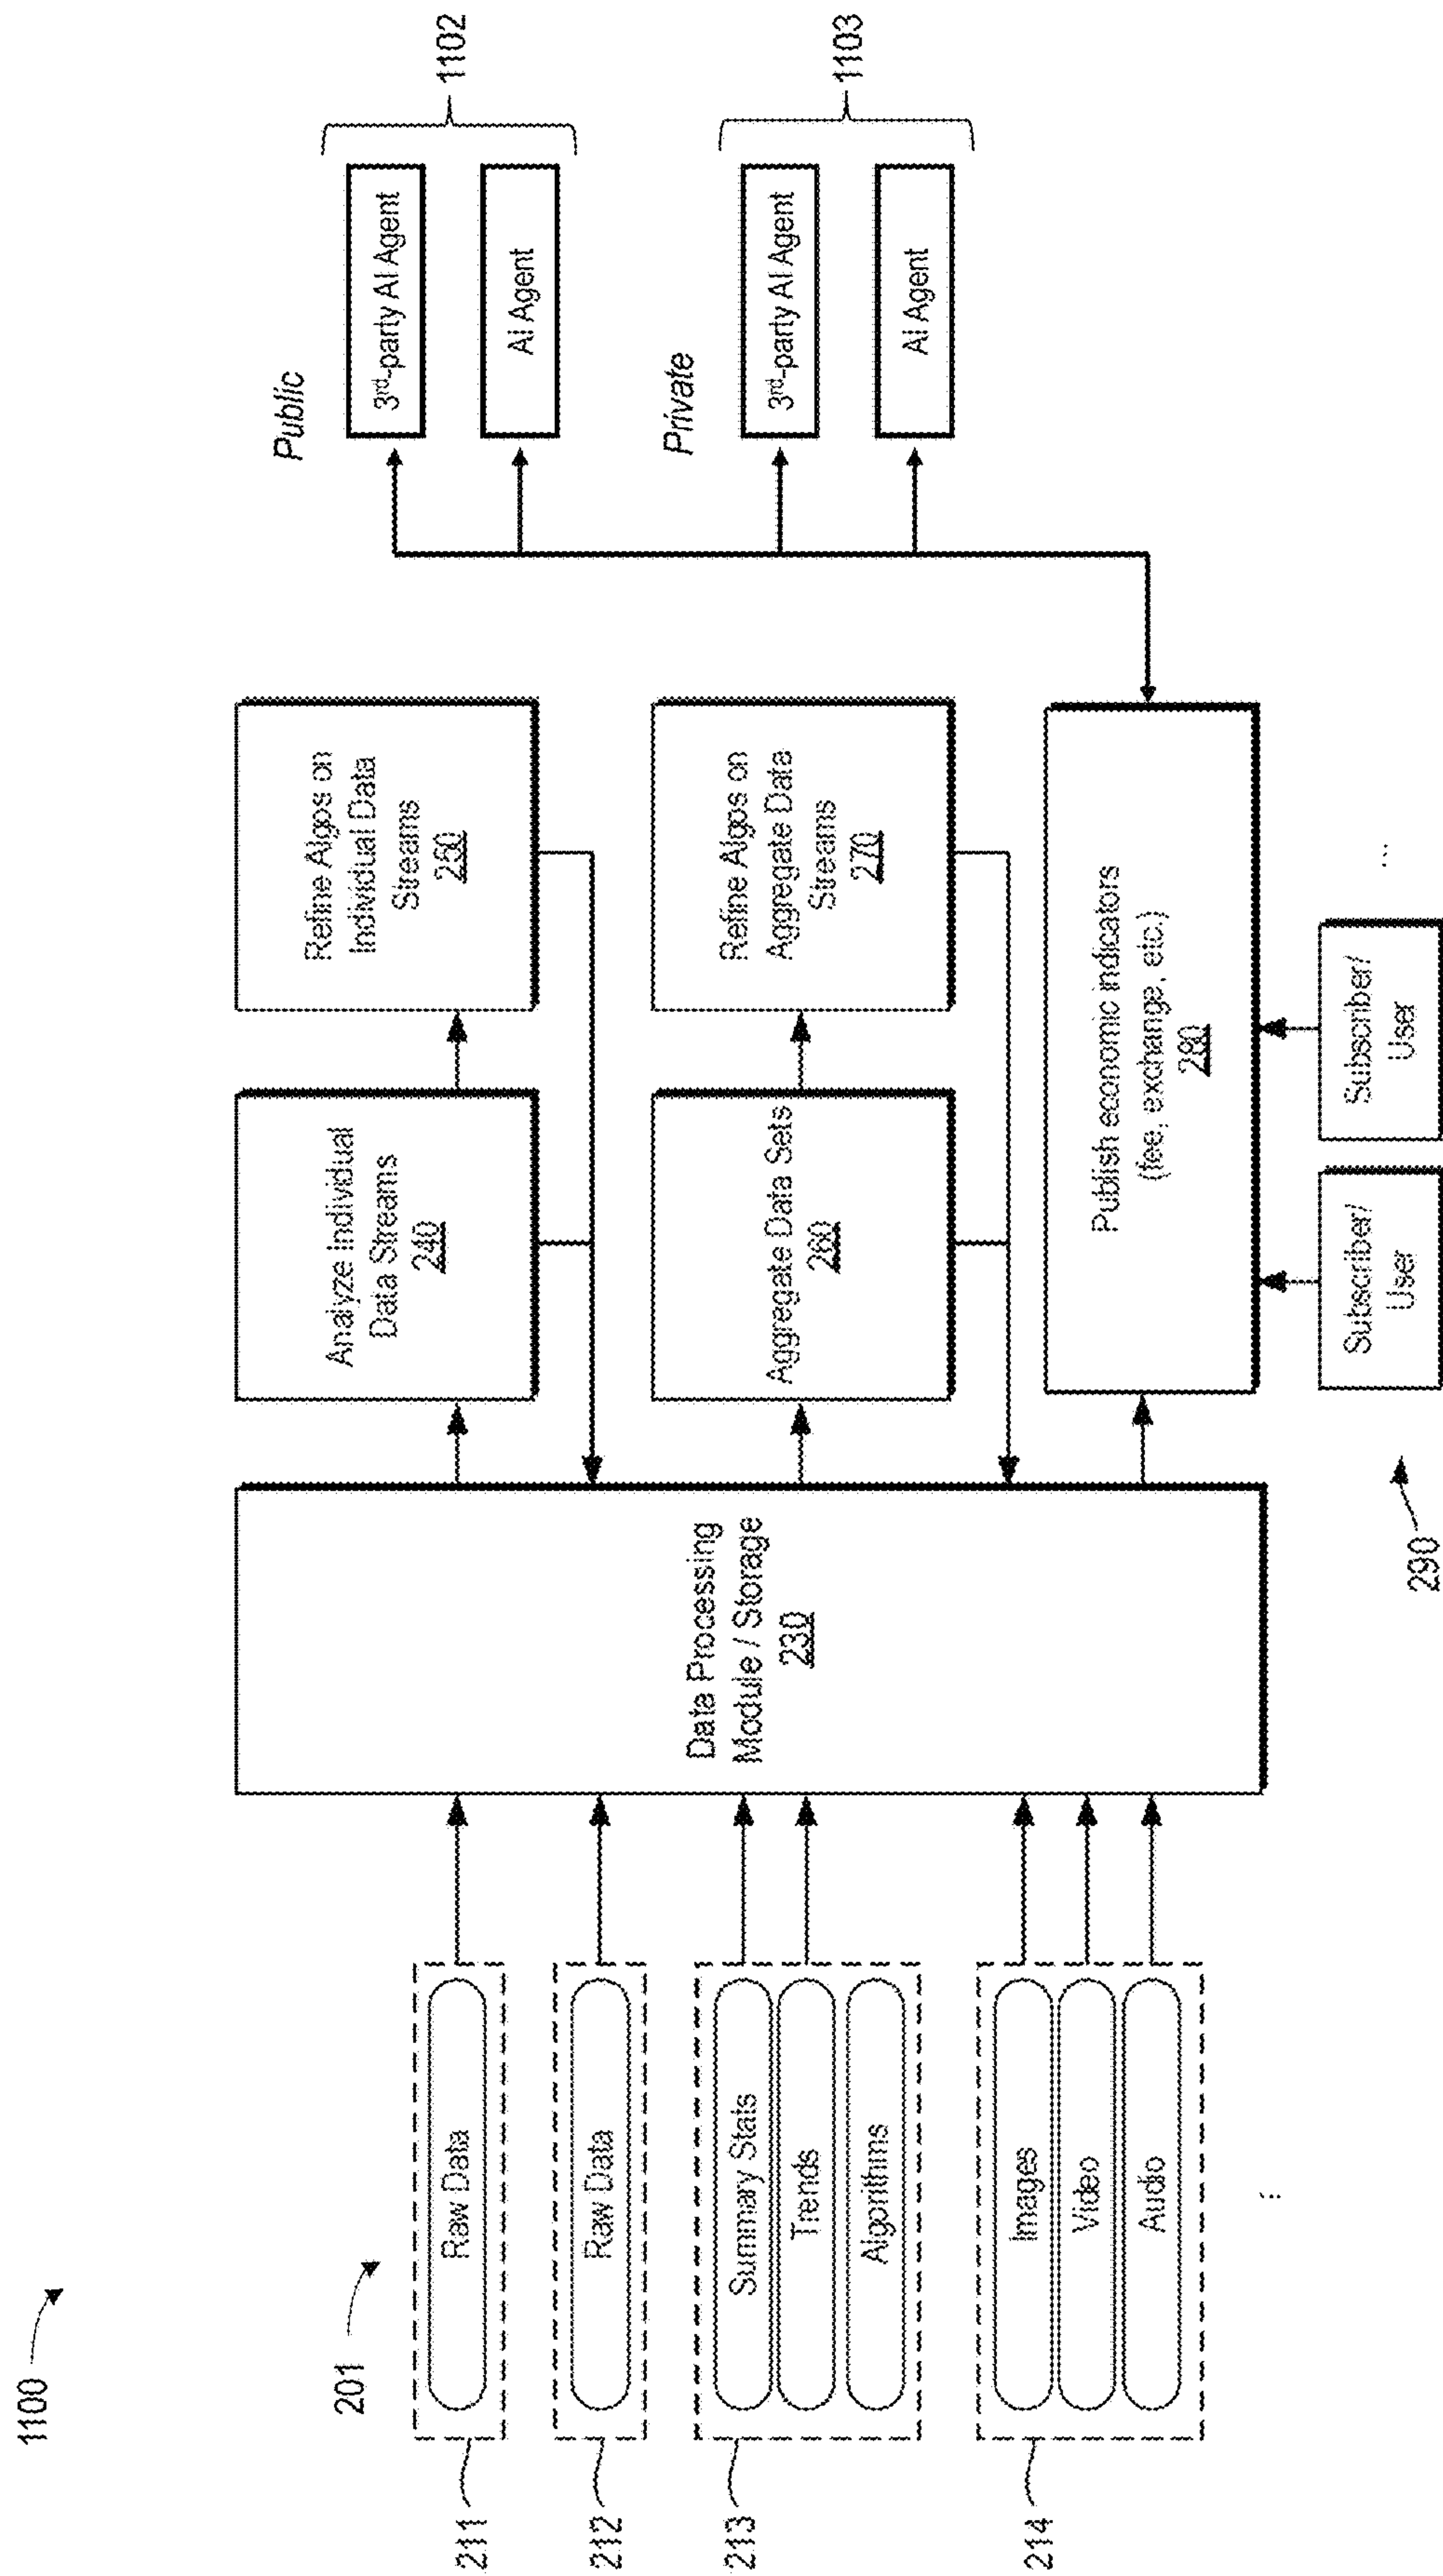 1100
201
211
Raw Data
212
Raw Data
213
Summary Stats
Trends
Algorithms
214
Images
Video
Audio
...
Data Processing
Module / Storage
230
Analyze Individual
Data Streams
240
Refine Algos on
Individual Data
Streams
250
Aggregate Data Sets
260
Refine Algos on
Aggregate Data
Streams
270
Publish economic indicators
(fee, exchange, etc.)
280
290
Subscriber/
User
Subscriber/
User
...
Public
3rd-party AI Agent
AI Agent
1102
Private
3rd-party AI Agent
AI Agent
1103